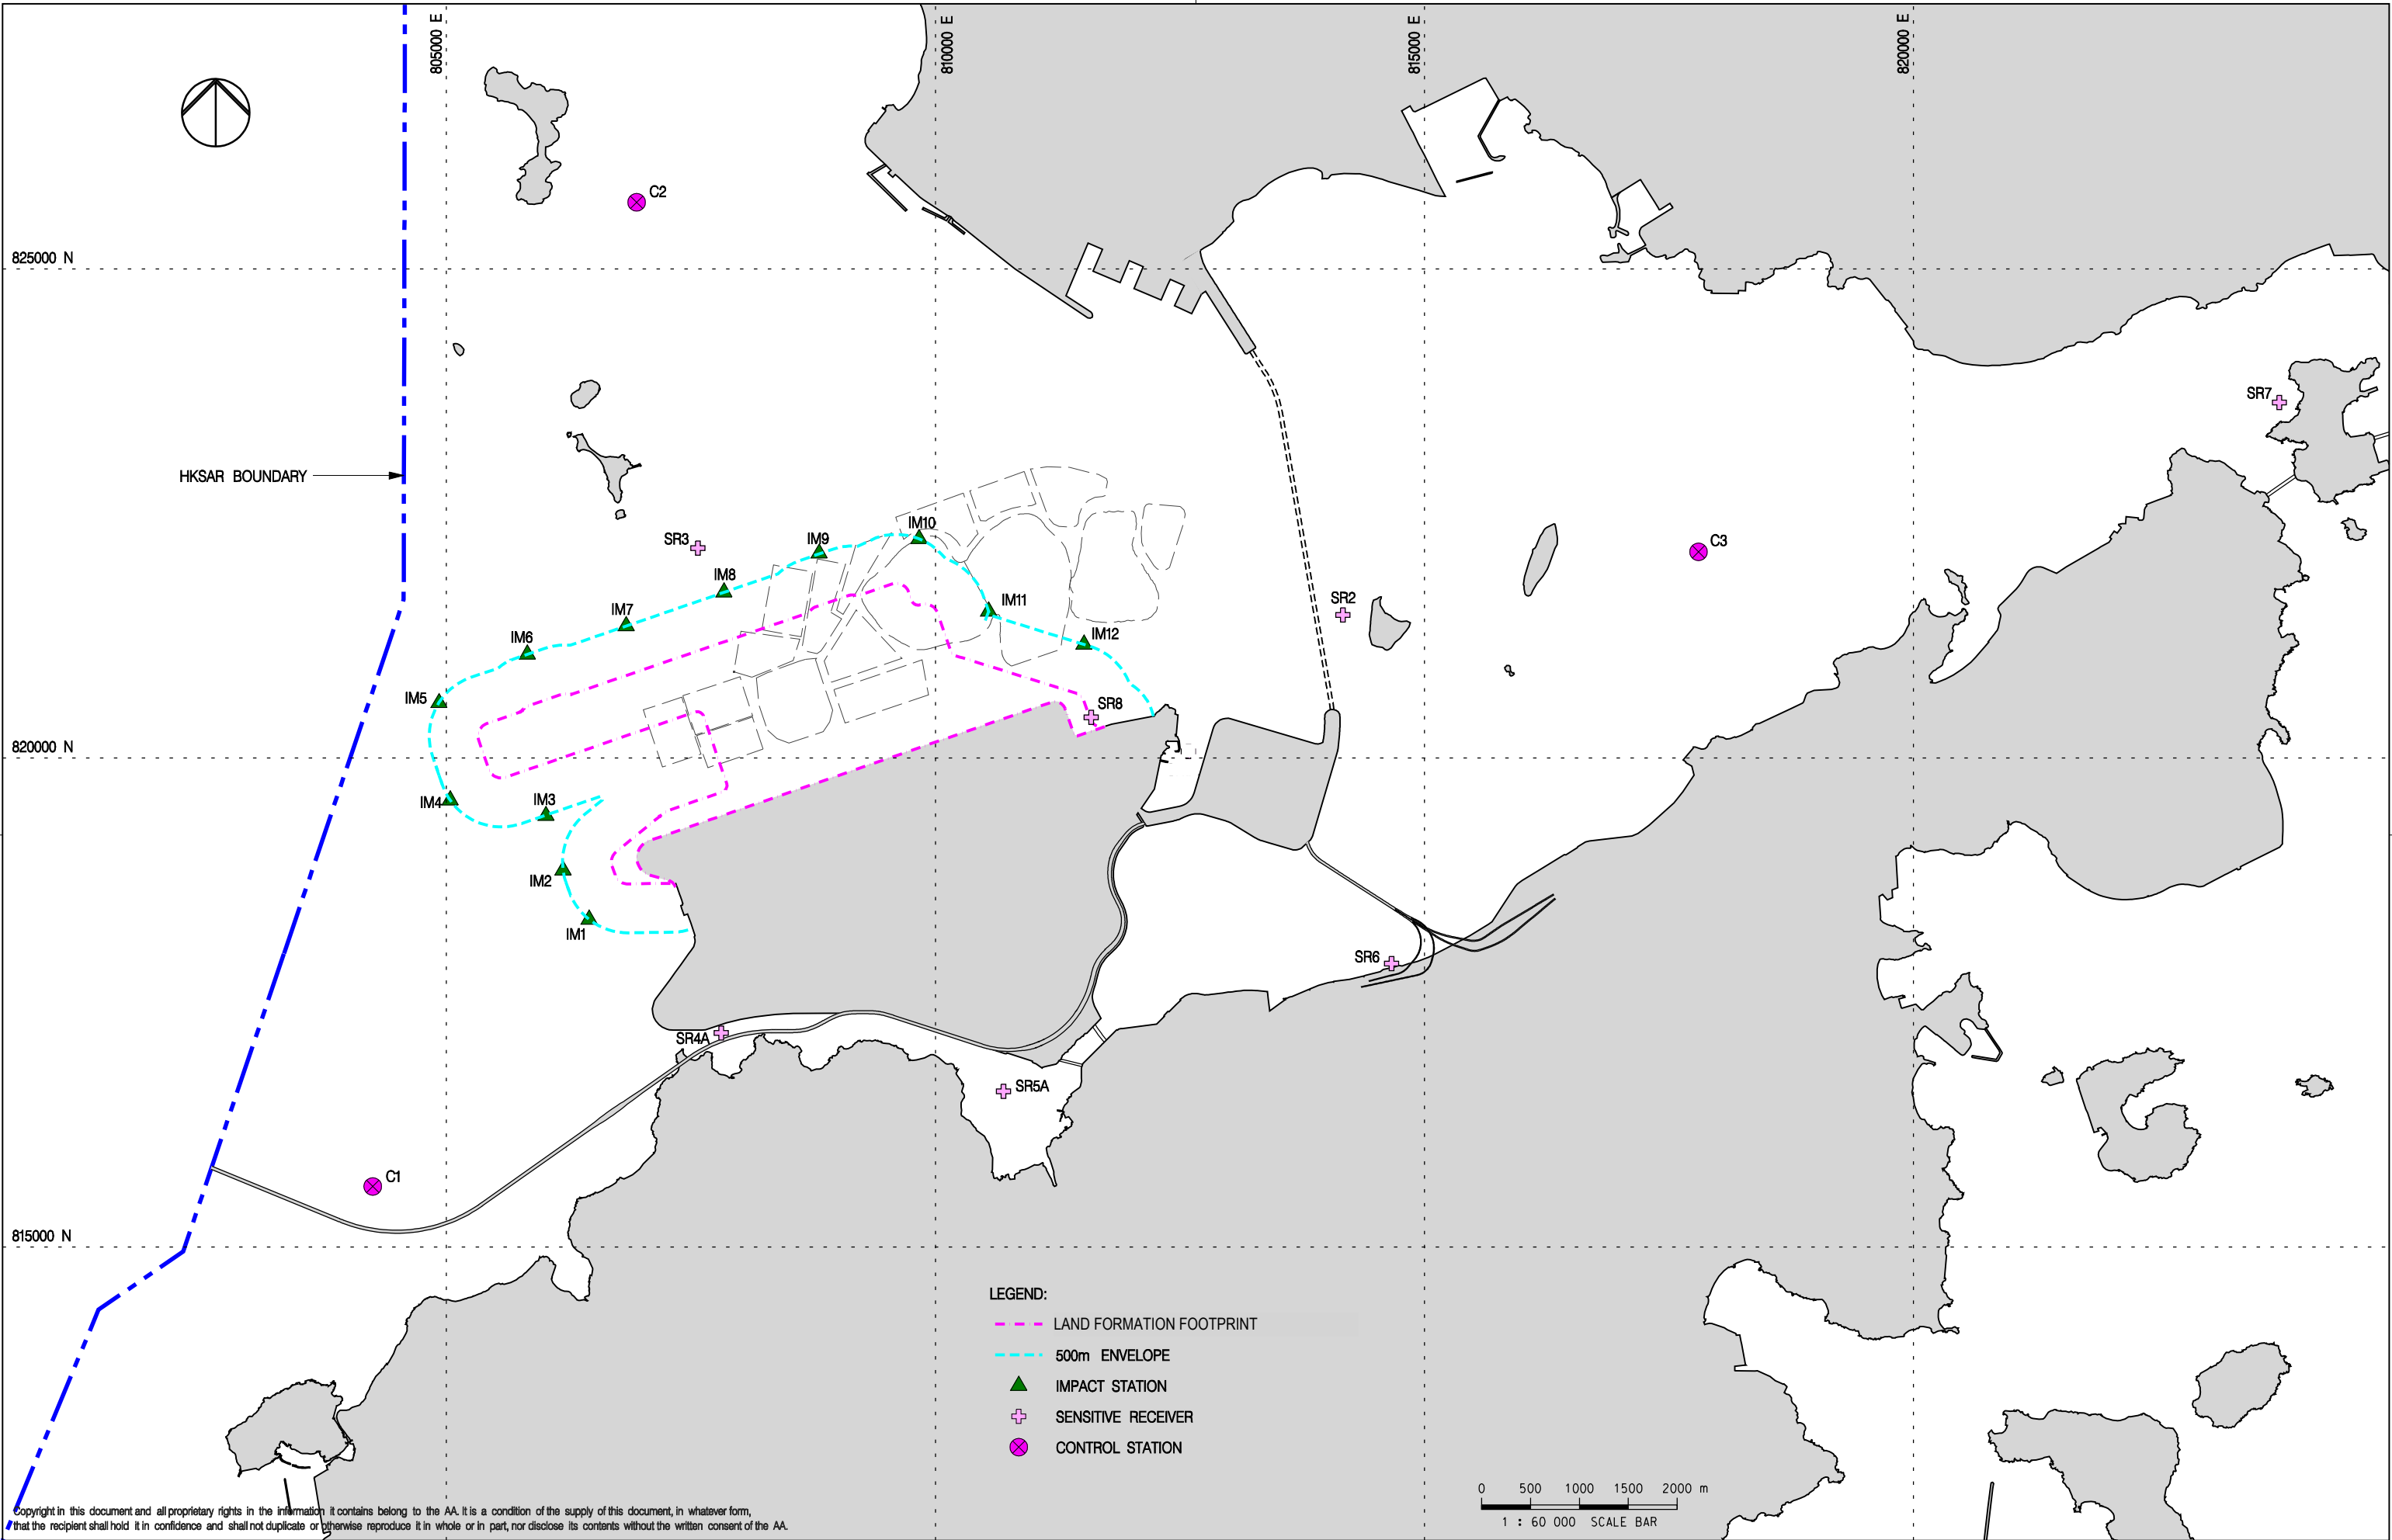 805000 E
810000 E
815000 E
820000 E
C2
825000 N
SR7
HKSAR BOUNDARY
SR3
IM9
IM10
C3
IM8
IM7
IM11
SR2
IM6
IM12
IM5
SR8
820000 N
IM4
IM3
IM2
IM1
SR6
SR4A
SR5A
C1
815000 N
LEGEND:
LAND FORMATION FOOTPRINT
500m ENVELOPE
IMPACT STATION
SENSITIVE RECEIVER
CONTROL STATION
0 500 1000 1500 2000 m
1 : 60 000 SCALE BAR
Copyright in this document and all proprietary rights in the information it contains belong to the AA. It is a condition of the supply of this document, in whatever form,
that the recipient shall hold it in confidence and shall not duplicate or otherwise reproduce it in whole or in part, nor disclose its contents without the written consent of the AA.